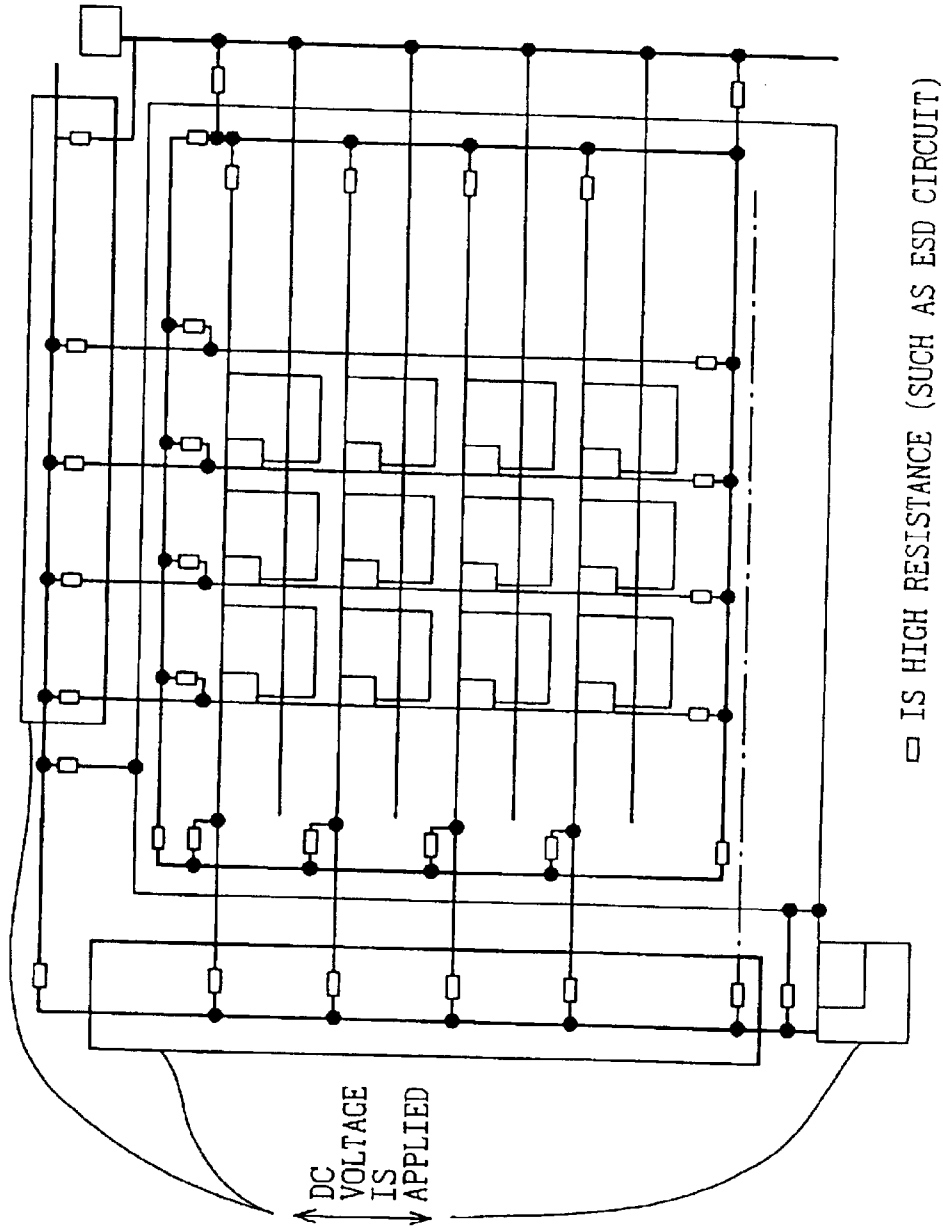 DC
VOLTAGE
IS
APPLIED
▯ IS HIGH RESISTANCE (SUCH AS ESD CIRCUIT)